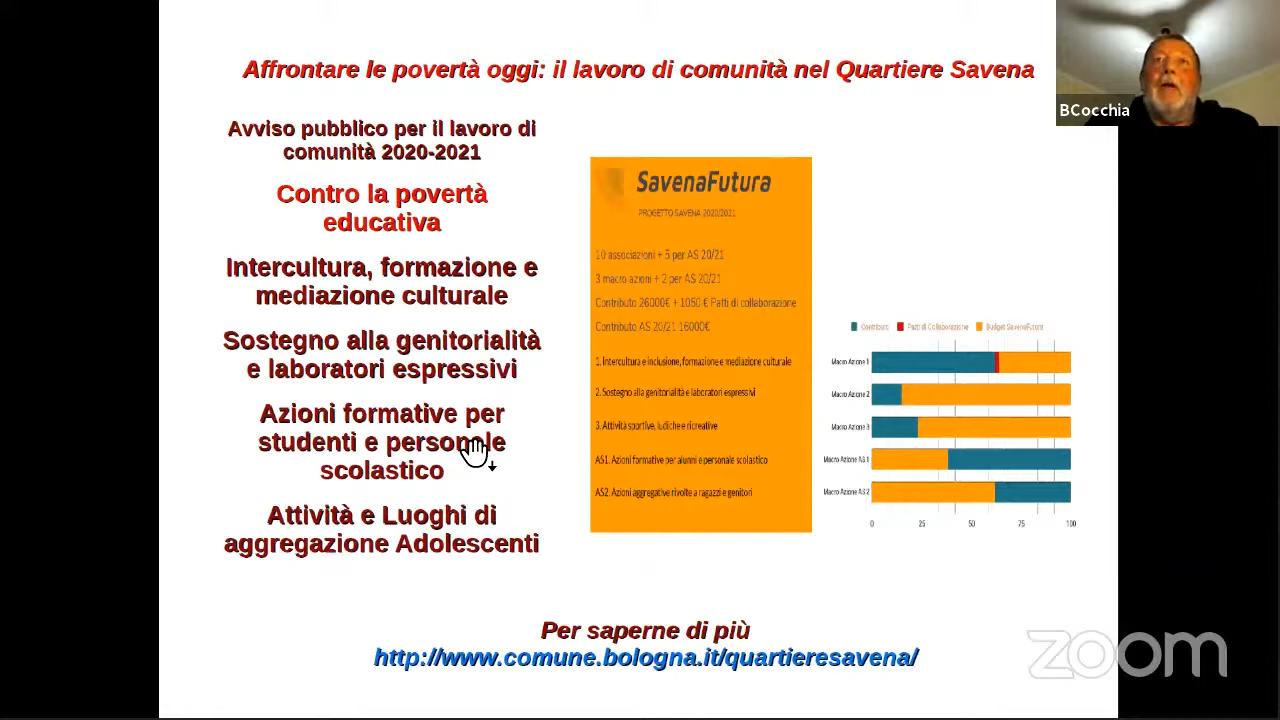 Affrontare le povertà oggi: il lavoro di comunità nel Quartiere Savena
BCocchia
Avviso pubblico per il lavoro di
comunità 2020-2021
Contro la povertà
educativa
Intercultura, formazione e
mediazione culturale
Sostegno alla genitorialità
e laboratori espressivi
Azioni formative per
studenti e personale
scolastico
Attività e Luoghi di
aggregazione Adolescenti
SavenaFutura
PROGETTO SAVENA 2020/2021
10 associazioni + 5 per AS 20/21
3 macro azioni + 2 per AS 20/21
Contributo 26000€ + 1050 € Patti di collaborazione
Contributo AS 20/21 16000€
1. Intercultura e inclusione, formazione e mediazione culturale
2. Sostegno alla genitorialità e laboratori espressivi
3. Attività sportive, ludiche e ricreative
AS1. Azioni formative per alunni e personale scolastico
AS2. Azioni aggregative rivolte a ragazzi e genitori
Contributo Patti di Collaborazione Budget SavenaFutura
Macro Azione 1
Macro Azione 2
Macro Azione 3
Macro Azione AS 1
Macro Azione AS 2
0 25 50 75 100
Per saperne di più
http://www.comune.bologna.it/quartieresavena/
zoom